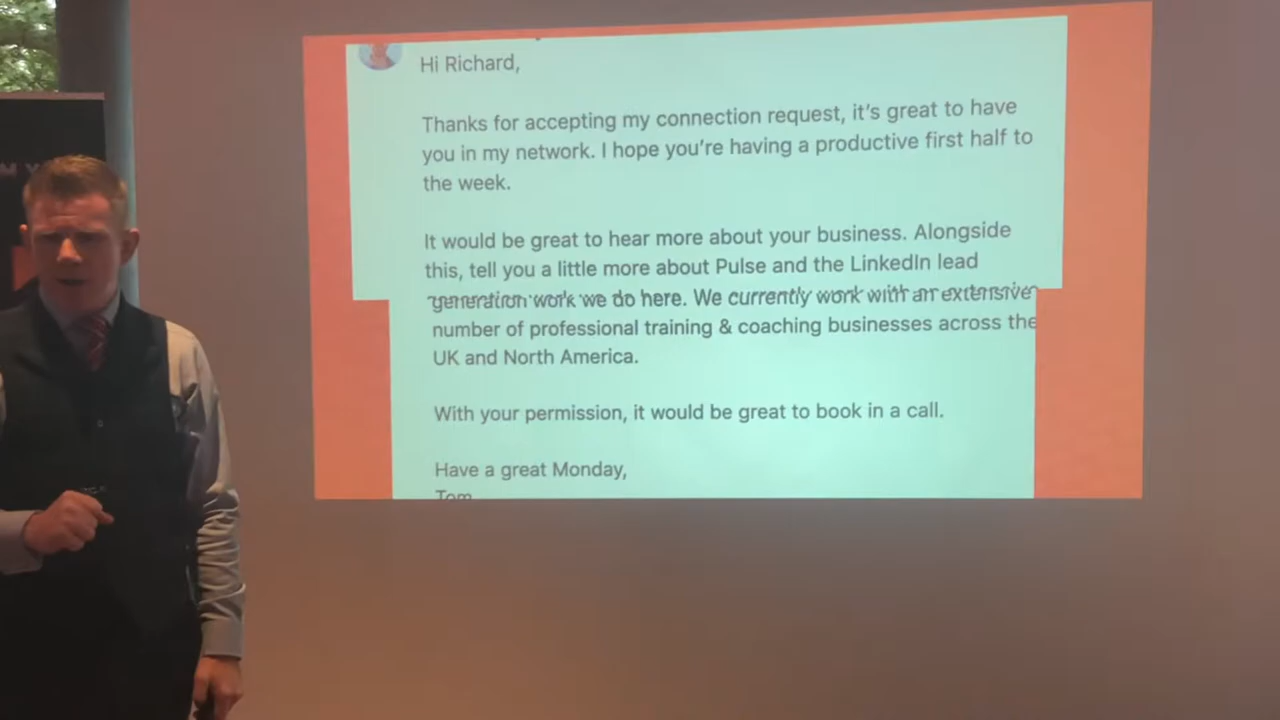 Hi Richard,
Thanks for accepting my connection request, it's great to have
you in my network. I hope you're having a productive first half to
the week.
It would be great to hear more about your business. Alongside
this, tell you a little more about Pulse and the LinkedIn lead
generation work we do here. We currently work with an extensive
number of professional training & coaching businesses across the
UK and North America.
With your permission, it would be great to book in a call.
Have a great Monday,
Tom